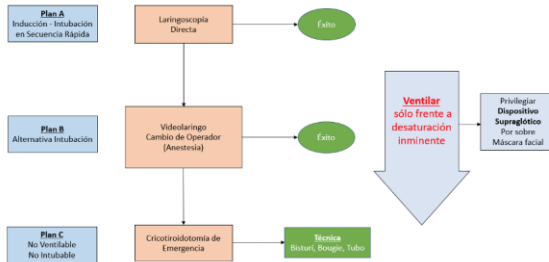 Plan A
Inducción - Intubación
en Secuencia Rápida
Laringoscopía
Directa
Éxito
Plan B
Alternativa Intubación
Videolaringo
Cambio de Operador
(Anestesia)
Éxito
Ventilar
sólo frente a
desaturación
inminente
Privilegiar
Dispositivo
Supraglótico
Por sobre
Máscara facial
Plan C
No Ventilable
No Intubable
Cricotiroidotomía de
Emergencia
Técnica
Bisturí, Bougie, Tubo